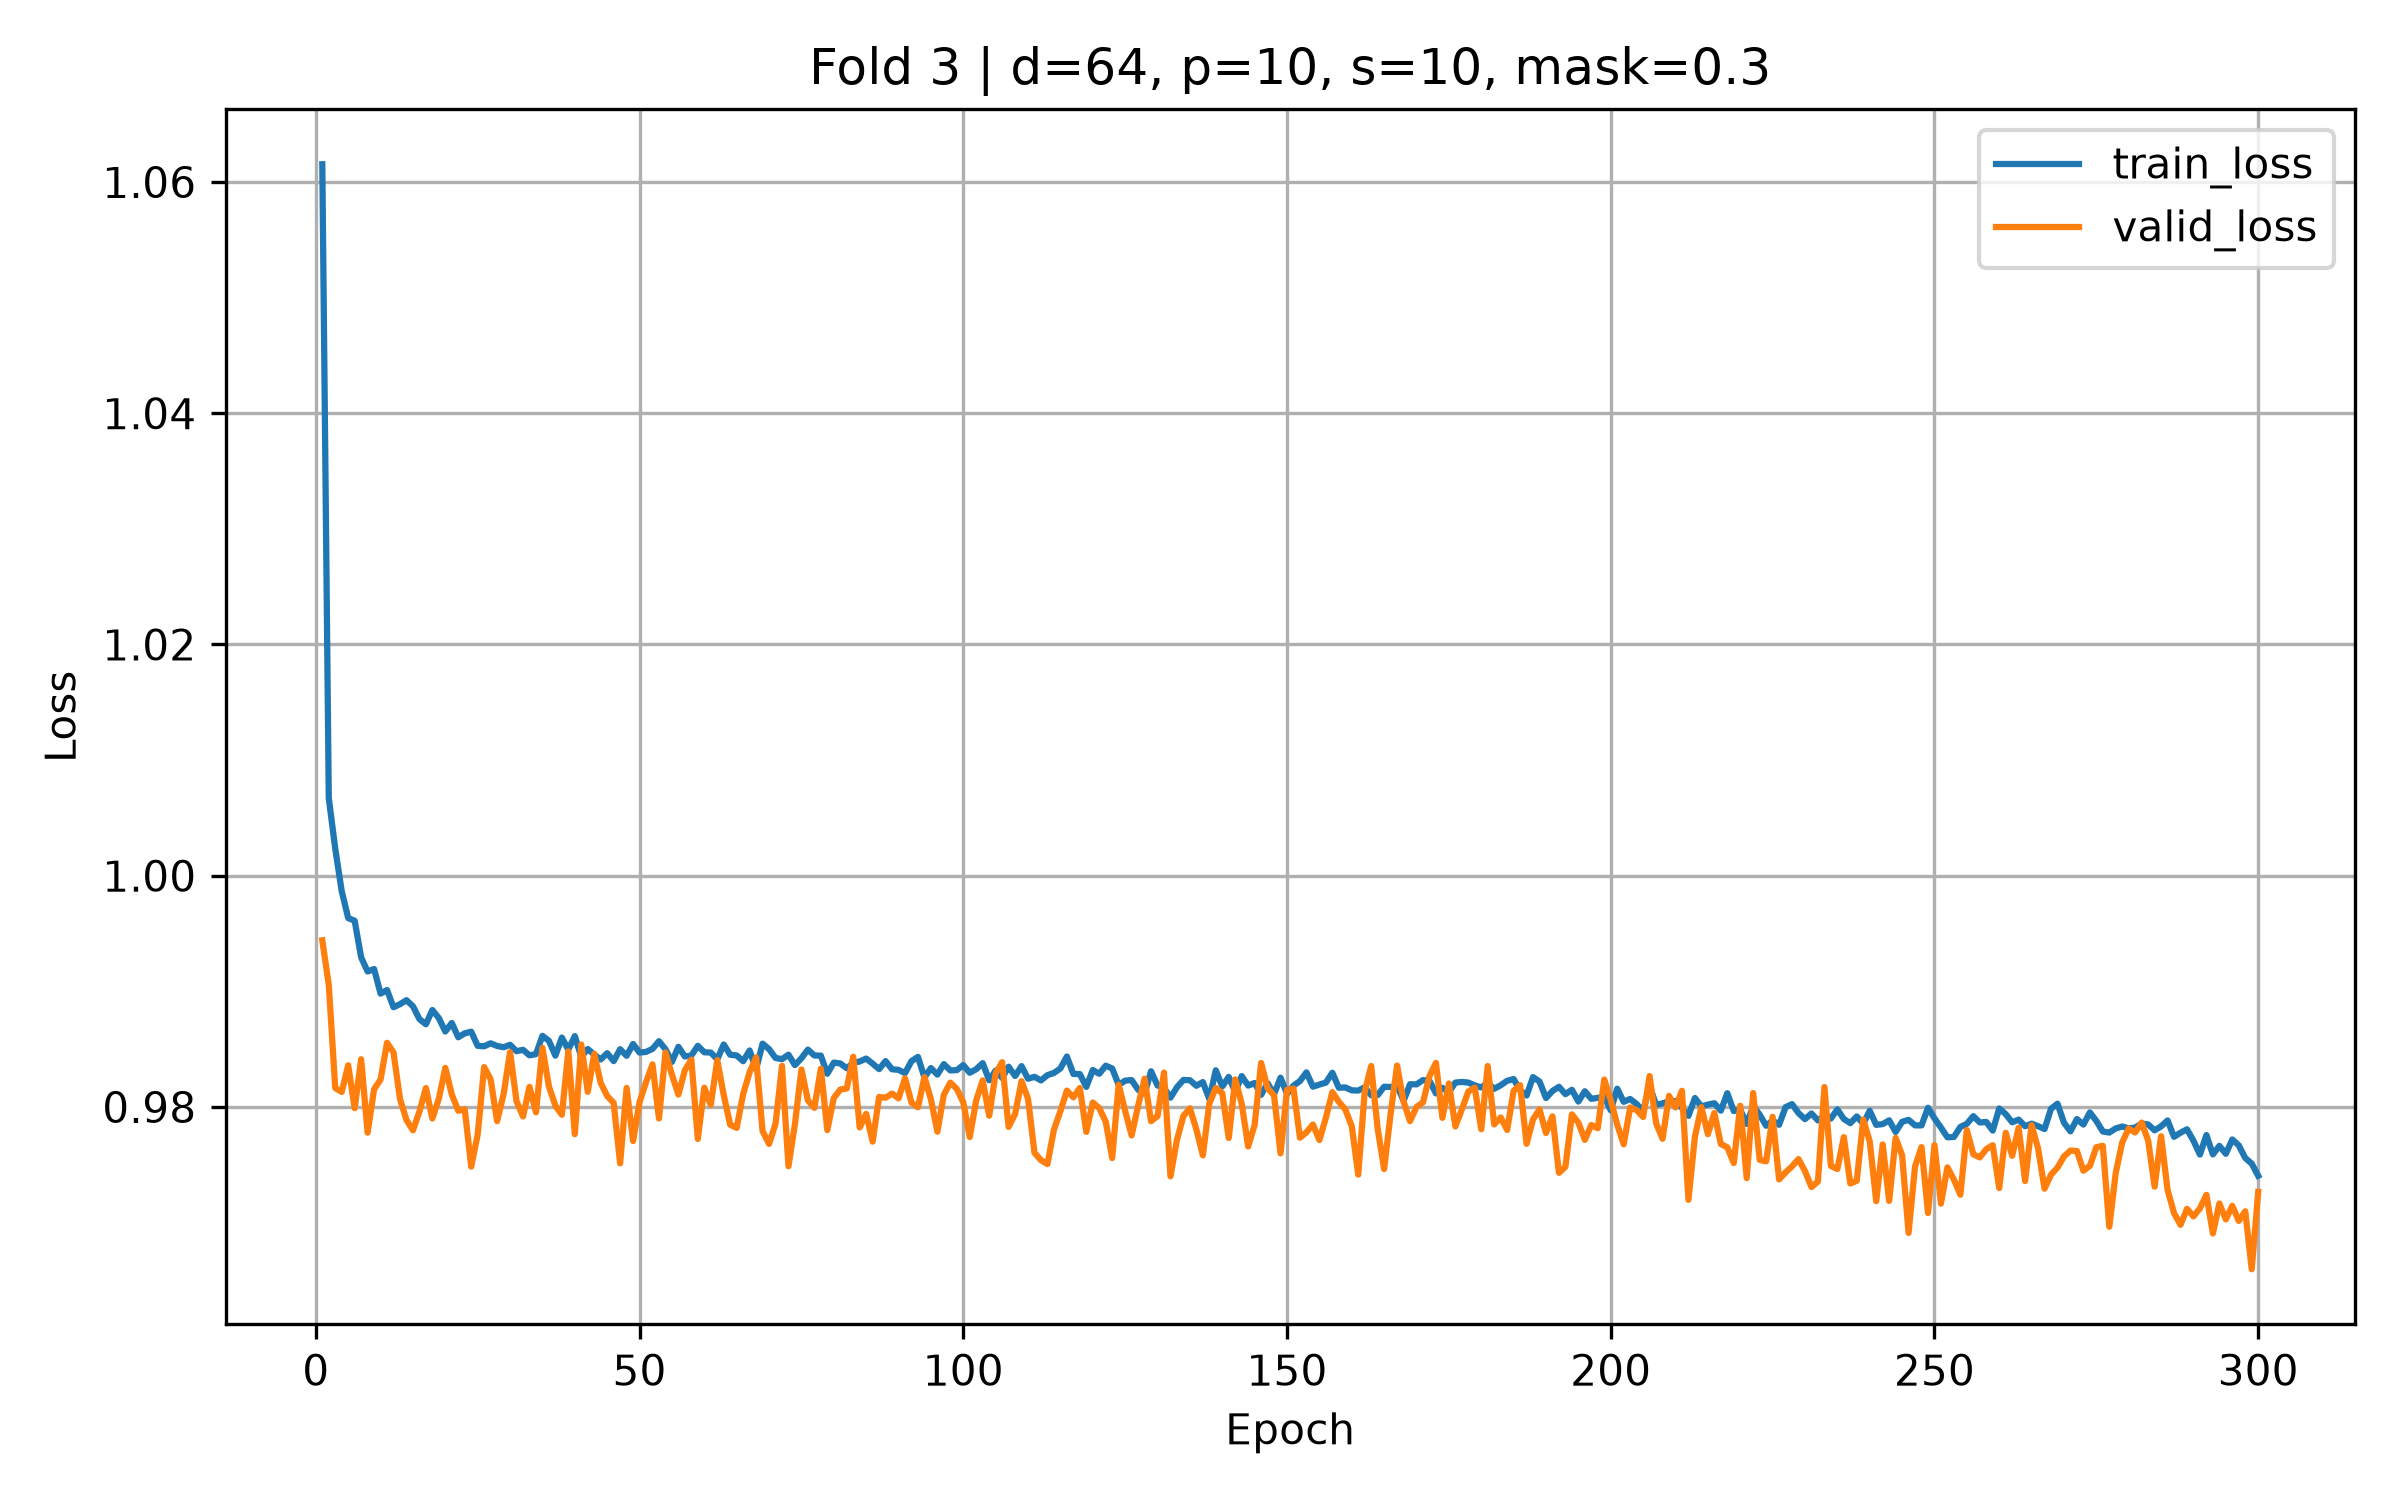 Fold 3 | d=64, p=10, s=10, mask=0.3
train_loss
valid_loss
1.06
1.04
1.02
1.00
0.98
Loss
0
50
100
150
200
250
300
Epoch